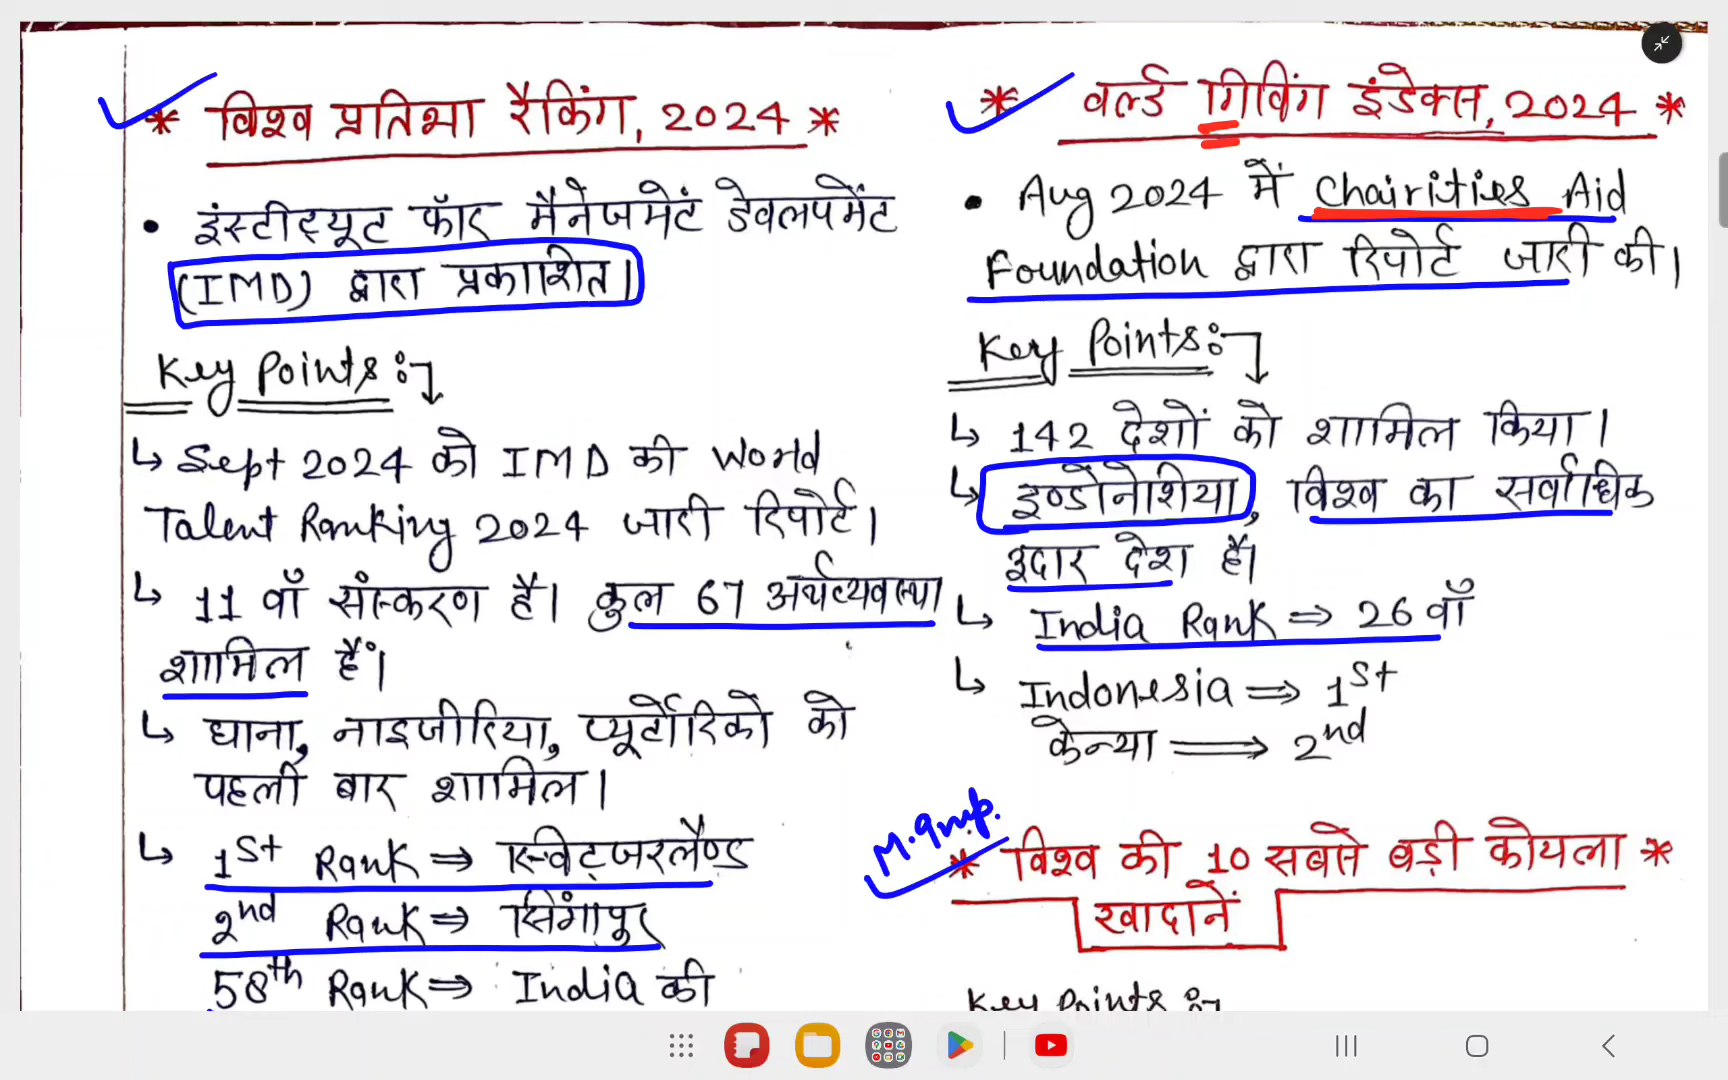 * विश्व प्रतिभा रैकिंग, 2024 *
• इंस्टीट्यूट फॉर मैनेजमेंट डेवलपमेंट
(IMD) द्वारा प्रकाशित।
Key Points :
↳ Sept 2024 को IMD की World
Talent Ranking 2024 जारी रिपोर्ट।
↳ 11 वाँ संस्करण है। कुल 67 अर्थव्यवस्था
शामिल हैं।
↳ घाना, नाइजीरिया, प्यूर्टोरिको को
पहली बार शामिल।
↳ 1st Rank ⇒ स्विट्जरलैण्ड
2nd Rank ⇒ सिंगापुर
58th Rank ⇒ India की
* वर्ल्ड गिविंग इंडेक्स, 2024 *
• Aug 2024 में Chairities Aid
Foundation द्वारा रिपोर्ट जारी की।
Key Points :
↳ 142 देशों को शामिल किया।
↳ इण्डोनेशिया, विश्व का सर्वाधिक
उदार देश है।
↳ India Rank ⇒ 26 वाँ
↳ Indonesia ⇒ 1st
केन्या ⇒ 2nd
M. Imp.
* विश्व की 10 सबसे बड़ी कोयला *
खादानें
Key Points :